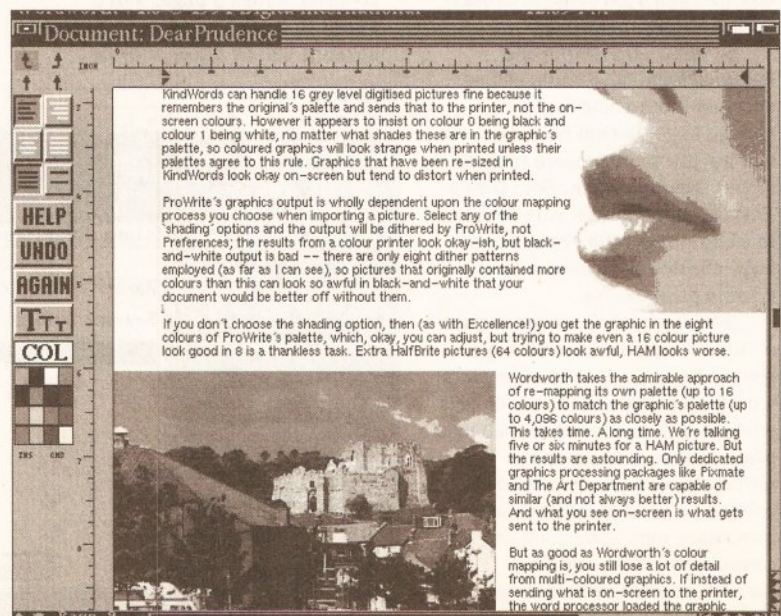 Document: DearPrudence
INCH
0 1 2 3 4 5 6
HELP
UNDO
AGAIN
TTT
COL
INS CMD
KindWords can handle 16 grey level digitised pictures fine because it
remembers the original's palette and sends that to the printer, not the on-
screen colours. However it appears to insist on colour 0 being black and
colour 1 being white, no matter what shades these are in the graphic's
palette, so coloured graphics will look strange when printed unless their
palettes agree to this rule. Graphics that have been re-sized in
KindWords look okay on-screen but tend to distort when printed.
ProWrite's graphics output is wholly dependent upon the colour mapping
process you choose when importing a picture. Select any of the
'shading' options and the output will be dithered by ProWrite, not
Preferences; the results from a colour printer look okay-ish, but black-
and-white output is bad -- there are only eight dither patterns
employed (as far as I can see), so pictures that originally contained more
colours than this can look so awful in black-and-white that your
document would be better off without them.
If you don't choose the shading option, then (as with Excellence!) you get the graphic in the eight
colours of ProWrite's palette, which, okay, you can adjust, but trying to make even a 16 colour picture
look good in 8 is a thankless task. Extra HalfBrite pictures (64 colours) look awful, HAM looks worse.
Wordworth takes the admirable approach
of re-mapping its own palette (up to 16
colours) to match the graphic's palette (up
to 4,096 colours) as closely as possible.
This takes time. A long time. We're talking
five or six minutes for a HAM picture. But
the results are astounding. Only dedicated
graphics processing packages like Pixmate
and The Art Department are capable of
similar (and not always better) results.
And what you see on-screen is what gets
sent to the printer.
But as good as Wordworth's colour
mapping is, you still lose a lot of detail
from multi-coloured graphics. If instead of
sending what is on-screen to the printer,
the word processor loaded the graphic